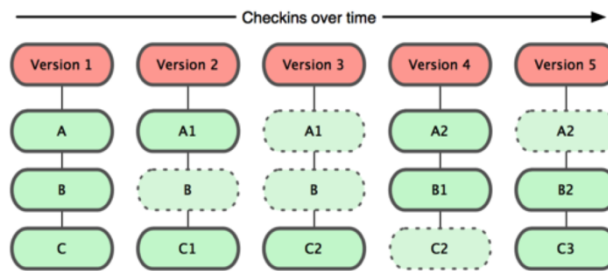 Checkins over time
Version 1 Version 2 Version 3 Version 4 Version 5
A A1 A1 A2 A2
B B B B1 B2
C C1 C2 C2 C3